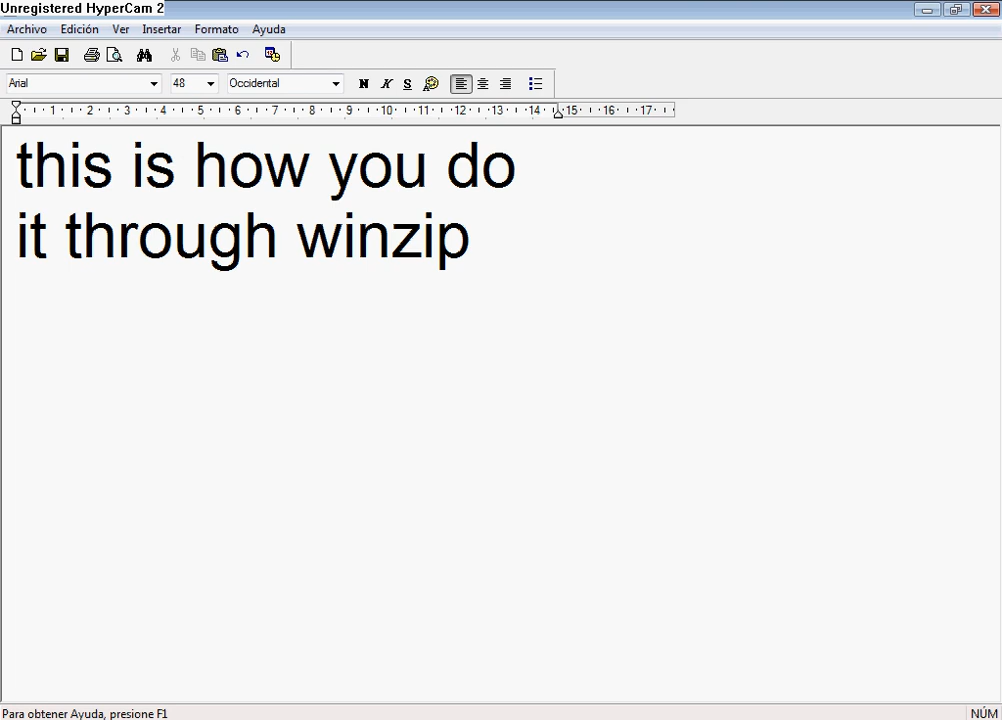 Unregistered HyperCam 2
Archivo Edición Ver Insertar Formato Ayuda
Arial 48 Occidental N K S
1 2 3 4 5 6 7 8 9 10 11 12 13 14 15 16 17
this is how you do
it through winzip
Para obtener Ayuda, presione F1 NÚM